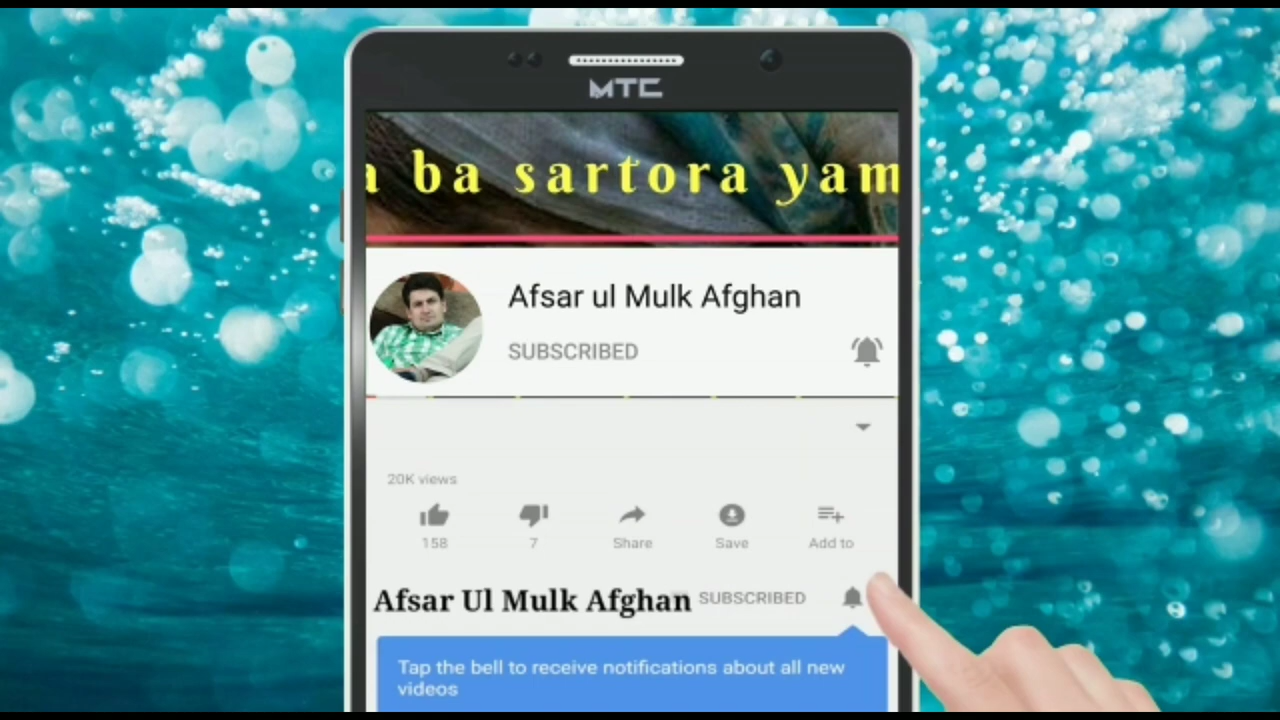 MTC
a ba sartora yam
Afsar ul Mulk Afghan
SUBSCRIBED
20K views
158
7
Share
Save
Add to
Afsar Ul Mulk Afghan SUBSCRIBED
Tap the bell to receive notifications about all new
videos